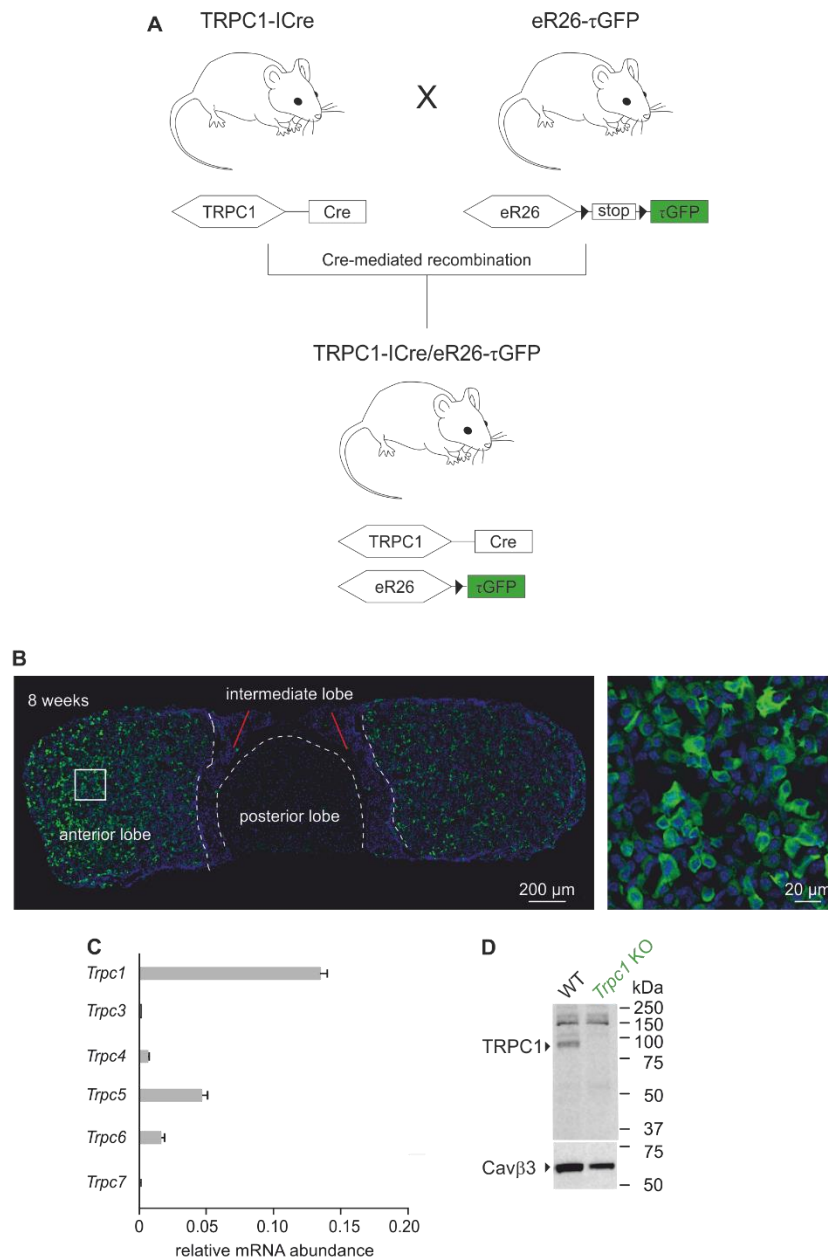 A
TRPC1-ICre
eR26-τGFP
X
TRPC1
Cre
eR26
stop
τGFP
Cre-mediated recombination
TRPC1-ICre/eR26-τGFP
TRPC1
Cre
eR26
τGFP
B
8 weeks
intermediate lobe
anterior lobe
posterior lobe
200 µm
20 µm
C
Trpc1
Trpc3
Trpc4
Trpc5
Trpc6
Trpc7
0
0.05
0.10
0.15
0.20
relative mRNA abundance
D
WT
Trpc1 KO
kDa
250
150
100
75
50
37
75
50
TRPC1
Cavβ3